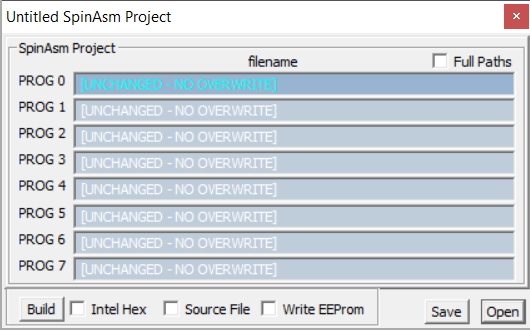 Untitled SpinAsm Project
SpinAsm Project
filename
Full Paths
PROG 0 [UNCHANGED - NO OVERWRITE]
PROG 1 [UNCHANGED - NO OVERWRITE]
PROG 2 [UNCHANGED - NO OVERWRITE]
PROG 3 [UNCHANGED - NO OVERWRITE]
PROG 4 [UNCHANGED - NO OVERWRITE]
PROG 5 [UNCHANGED - NO OVERWRITE]
PROG 6 [UNCHANGED - NO OVERWRITE]
PROG 7 [UNCHANGED - NO OVERWRITE]
Build Intel Hex Source File Write EEProm Save Open